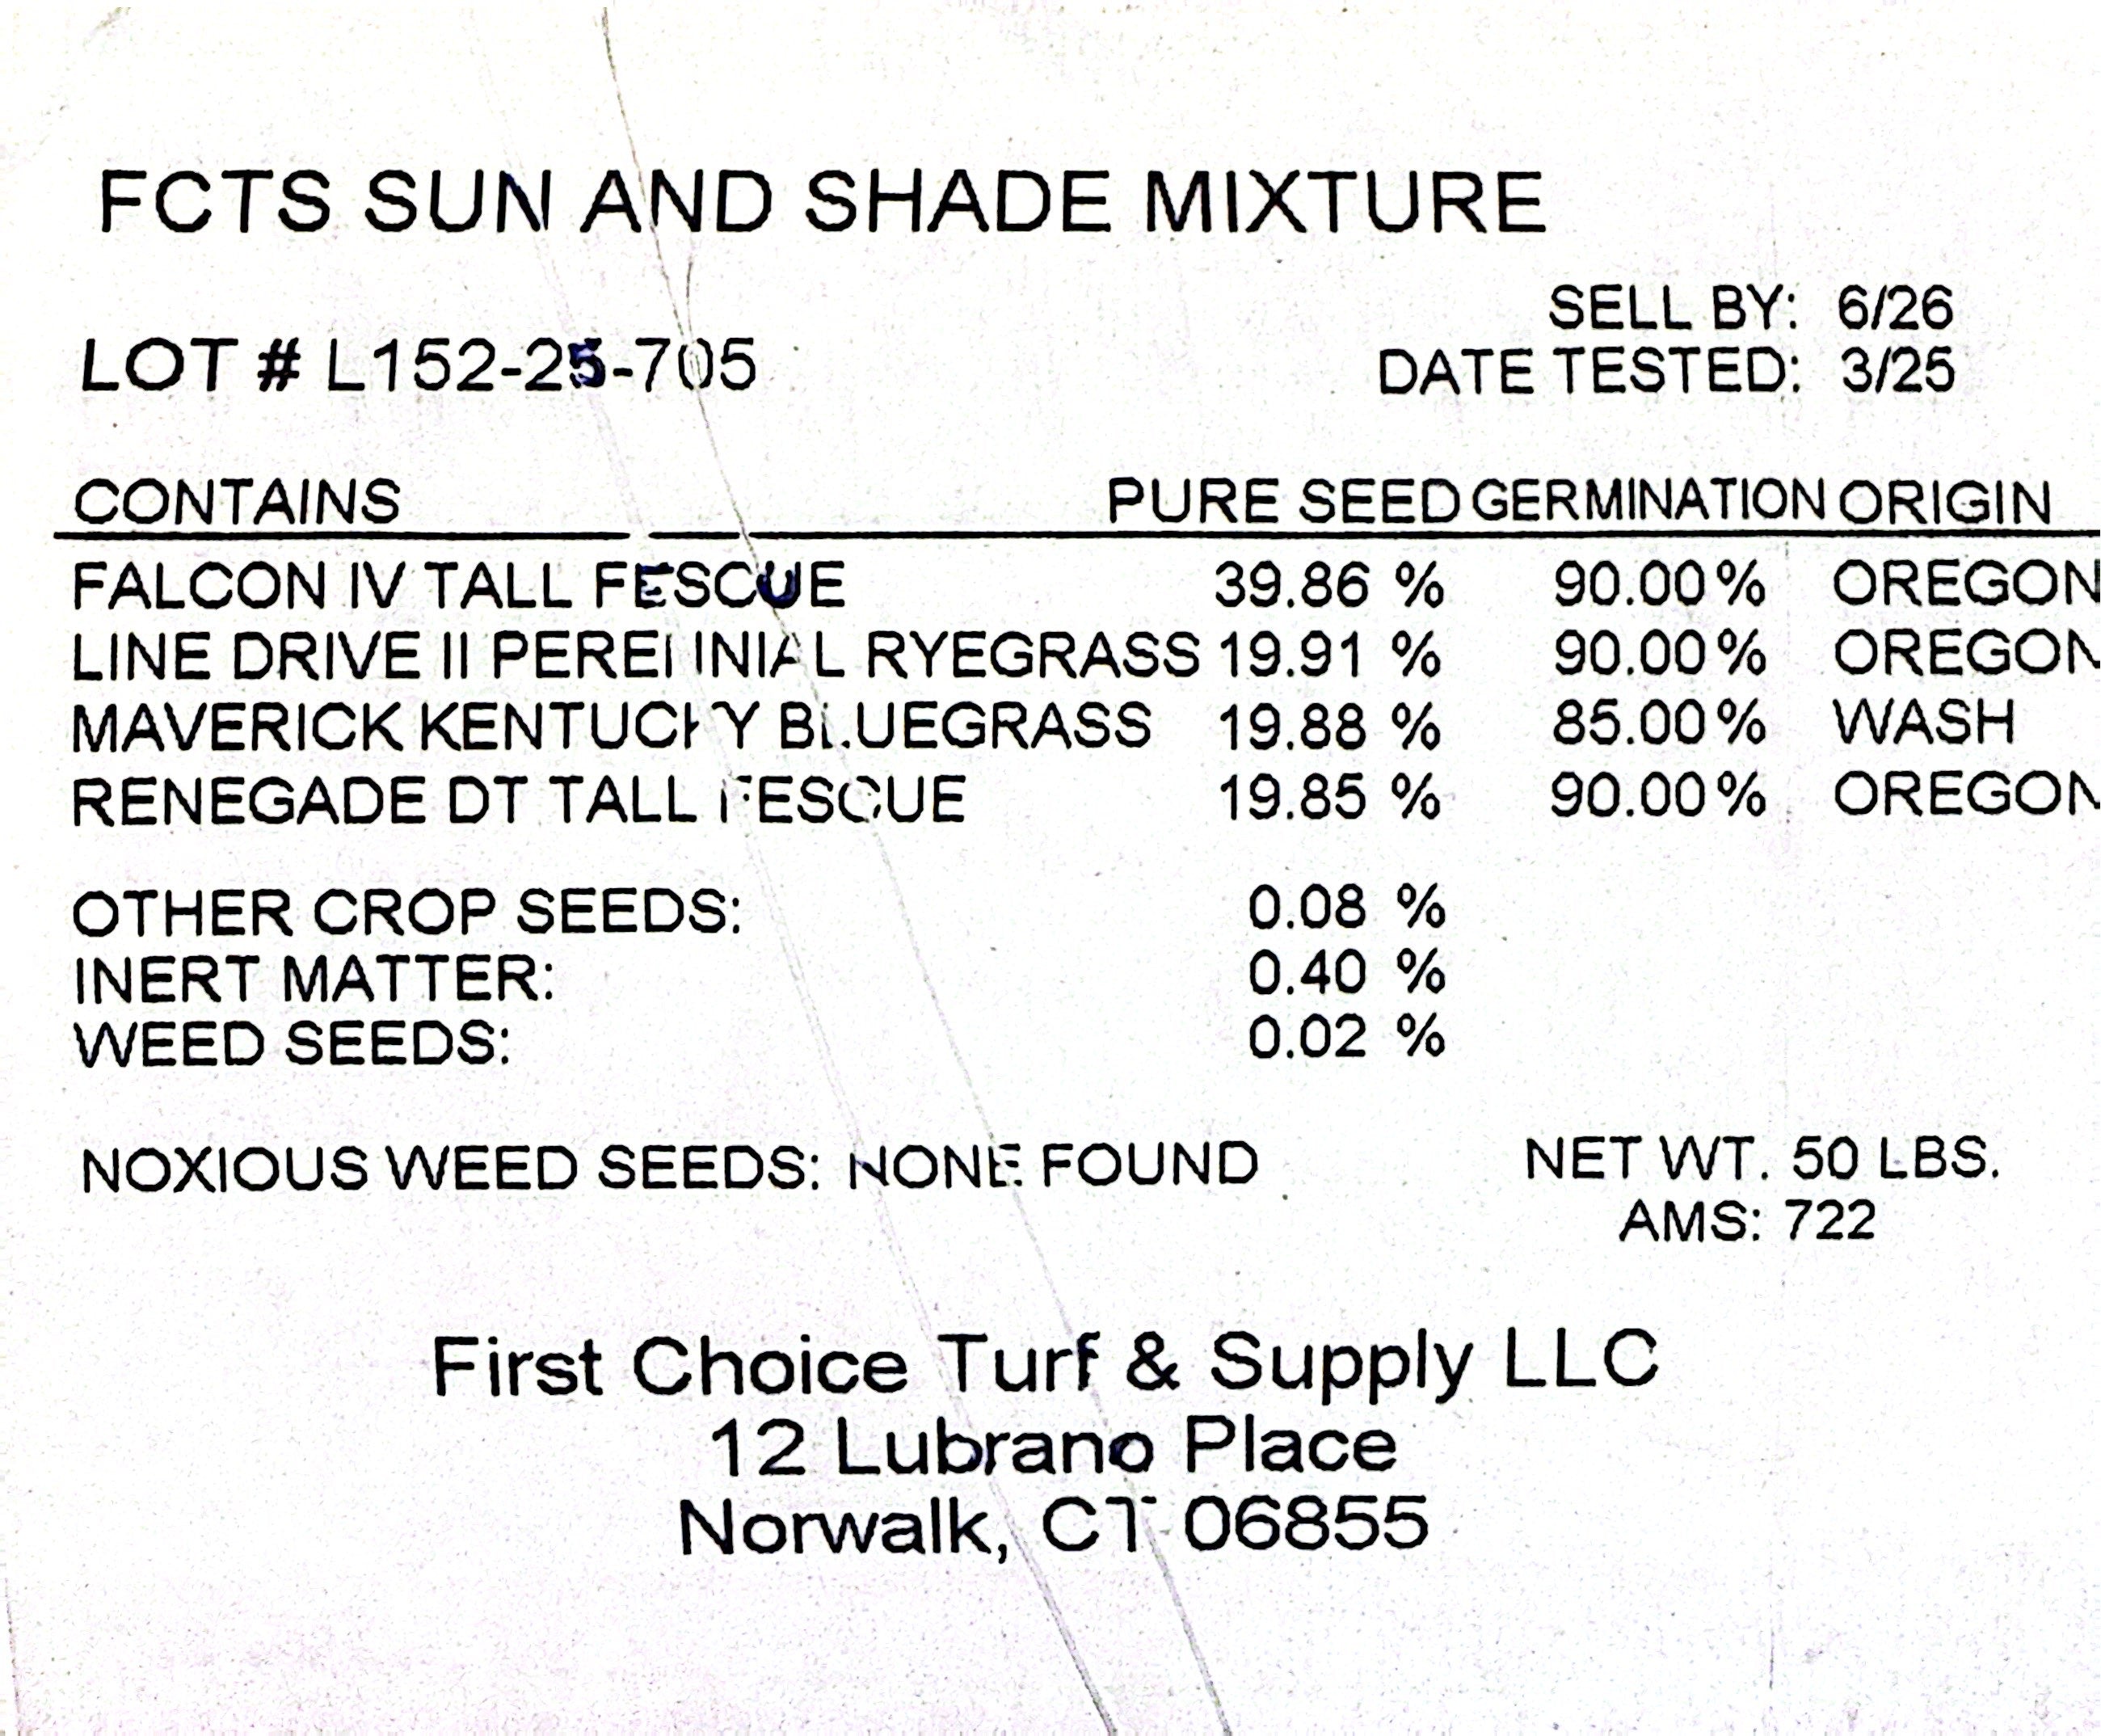 FCTS SUN AND SHADE MIXTURE
SELL BY: 6/26
LOT # L152-25-705
DATE TESTED: 3/25
CONTAINS PURE SEED GERMINATION ORIGIN
FALCON IV TALL FESCUE 39.86 % 90.00 % OREGON
LINE DRIVE II PERENNIAL RYEGRASS 19.91 % 90.00 % OREGON
MAVERICK KENTUCKY BLUEGRASS 19.88 % 85.00 % WASH
RENEGADE DT TALL FESCUE 19.85 % 90.00 % OREGON
OTHER CROP SEEDS: 0.08 %
INERT MATTER: 0.40 %
WEED SEEDS: 0.02 %
NOXIOUS WEED SEEDS: NONE FOUND NET WT. 50 LBS.
AMS: 722
First Choice Turf & Supply LLC
12 Lubrano Place
Norwalk, CT 06855